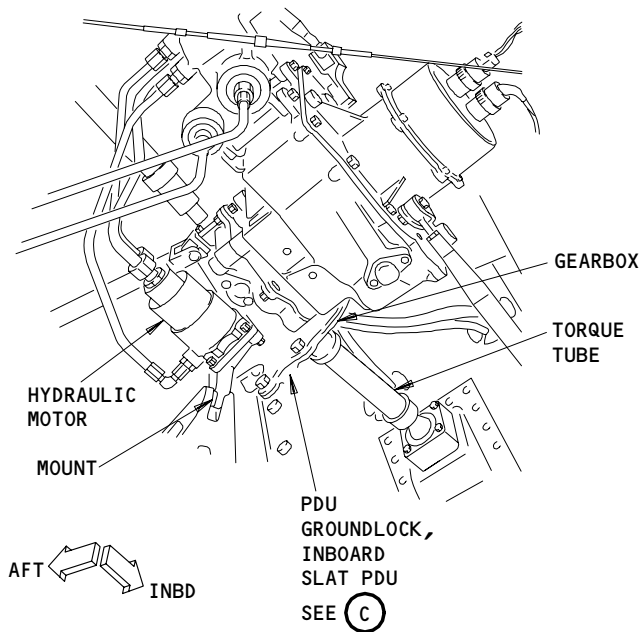 GEARBOX
TORQUE
TUBE
HYDRAULIC
MOTOR
MOUNT
PDU
GROUNDLOCK,
INBOARD
SLAT PDU
SEE C
AFT
INBD